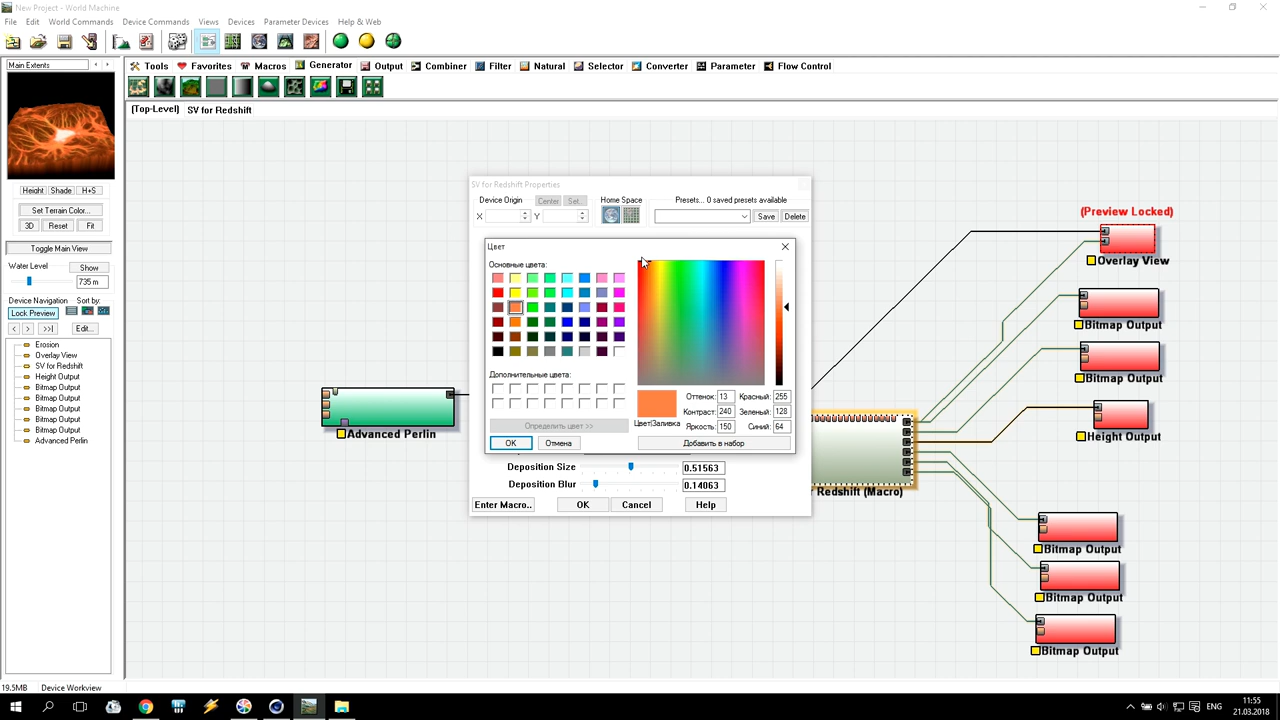 New Project - World Machine
File Edit World Commands Device Commands Views Devices Parameter Devices Help & Web
Main Extents
Tools Favorites Macros Generator Output Combiner Filter Natural Selector Converter Parameter Flow Control
(Top-Level) SV for Redshift
Height Shade H+S
Set Terrain Color...
3D Reset Fit
Toggle Main View
Water Level Show
735 m
Device Navigation Sort by:
Lock Preview
< > >>| Edit...
Erosion
Overlay View
SV for Redshift
Height Output
Bitmap Output
Bitmap Output
Bitmap Output
Bitmap Output
Bitmap Output
Advanced Perlin
SV for Redshift Properties
Device Origin Center Set.. Home Space Presets... 0 saved presets available
X Y Save Delete
Цвет
Основные цвета:
Дополнительные цвета:
Определить цвет >>
OK Отмена
Цвет|Заливка
Оттенок: 13 Красный: 255
Контраст: 240 Зеленый: 128
Яркость: 150 Синий: 64
Добавить в набор
Deposition Size 0.51563
Deposition Blur 0.14063
Enter Macro.. OK Cancel Help
Advanced Perlin
Redshift (Macro)
(Preview Locked)
Overlay View
Bitmap Output
Bitmap Output
Height Output
Bitmap Output
Bitmap Output
Bitmap Output
19.5MB Device Workview
ENG
11:55
21.03.2018